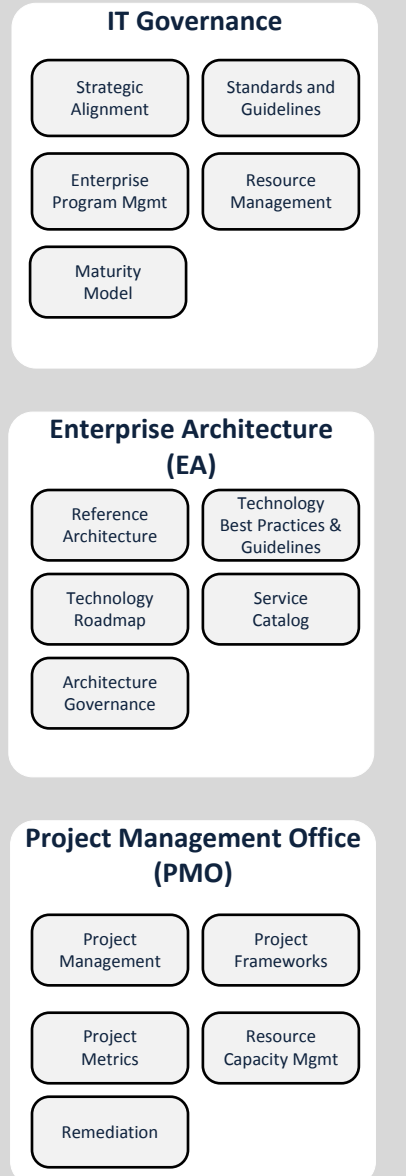 IT Governance
Strategic
Alignment
Standards and
Guidelines
Enterprise
Program Mgmt
Resource
Management
Maturity
Model
Enterprise Architecture
(EA)
Reference
Architecture
Technology
Best Practices &
Guidelines
Technology
Roadmap
Service
Catalog
Architecture
Governance
Project Management Office
(PMO)
Project
Management
Project
Frameworks
Project
Metrics
Resource
Capacity Mgmt
Remediation